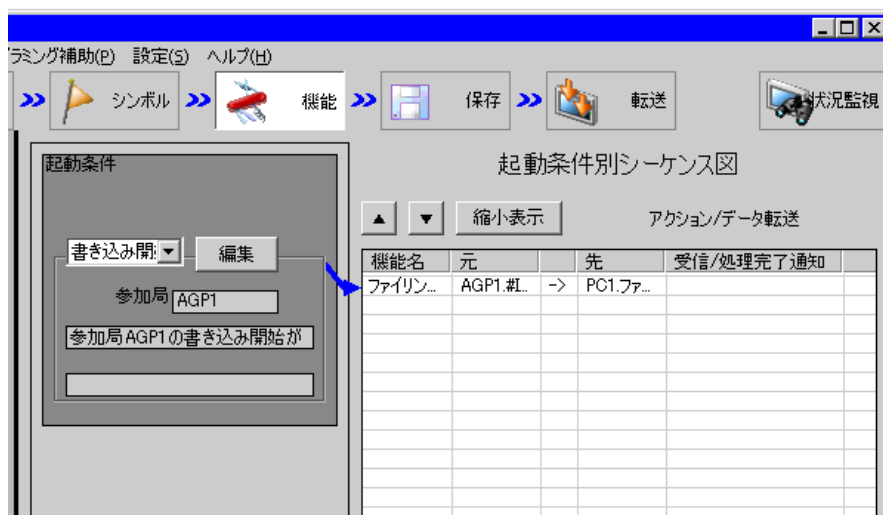 ラミング補助(P) 設定(S) ヘルプ(H)
シンボル 機能 保存 転送 状況監視
起動条件
起動条件別シーケンス図
縮小表示 アクション/データ転送
書き込み開 編集
機能名 元 先 受信/処理完了通知
ファイリン... AGP1.#I... -> PC1.ファ...
参加局 AGP1
参加局AGP1の書き込み開始が